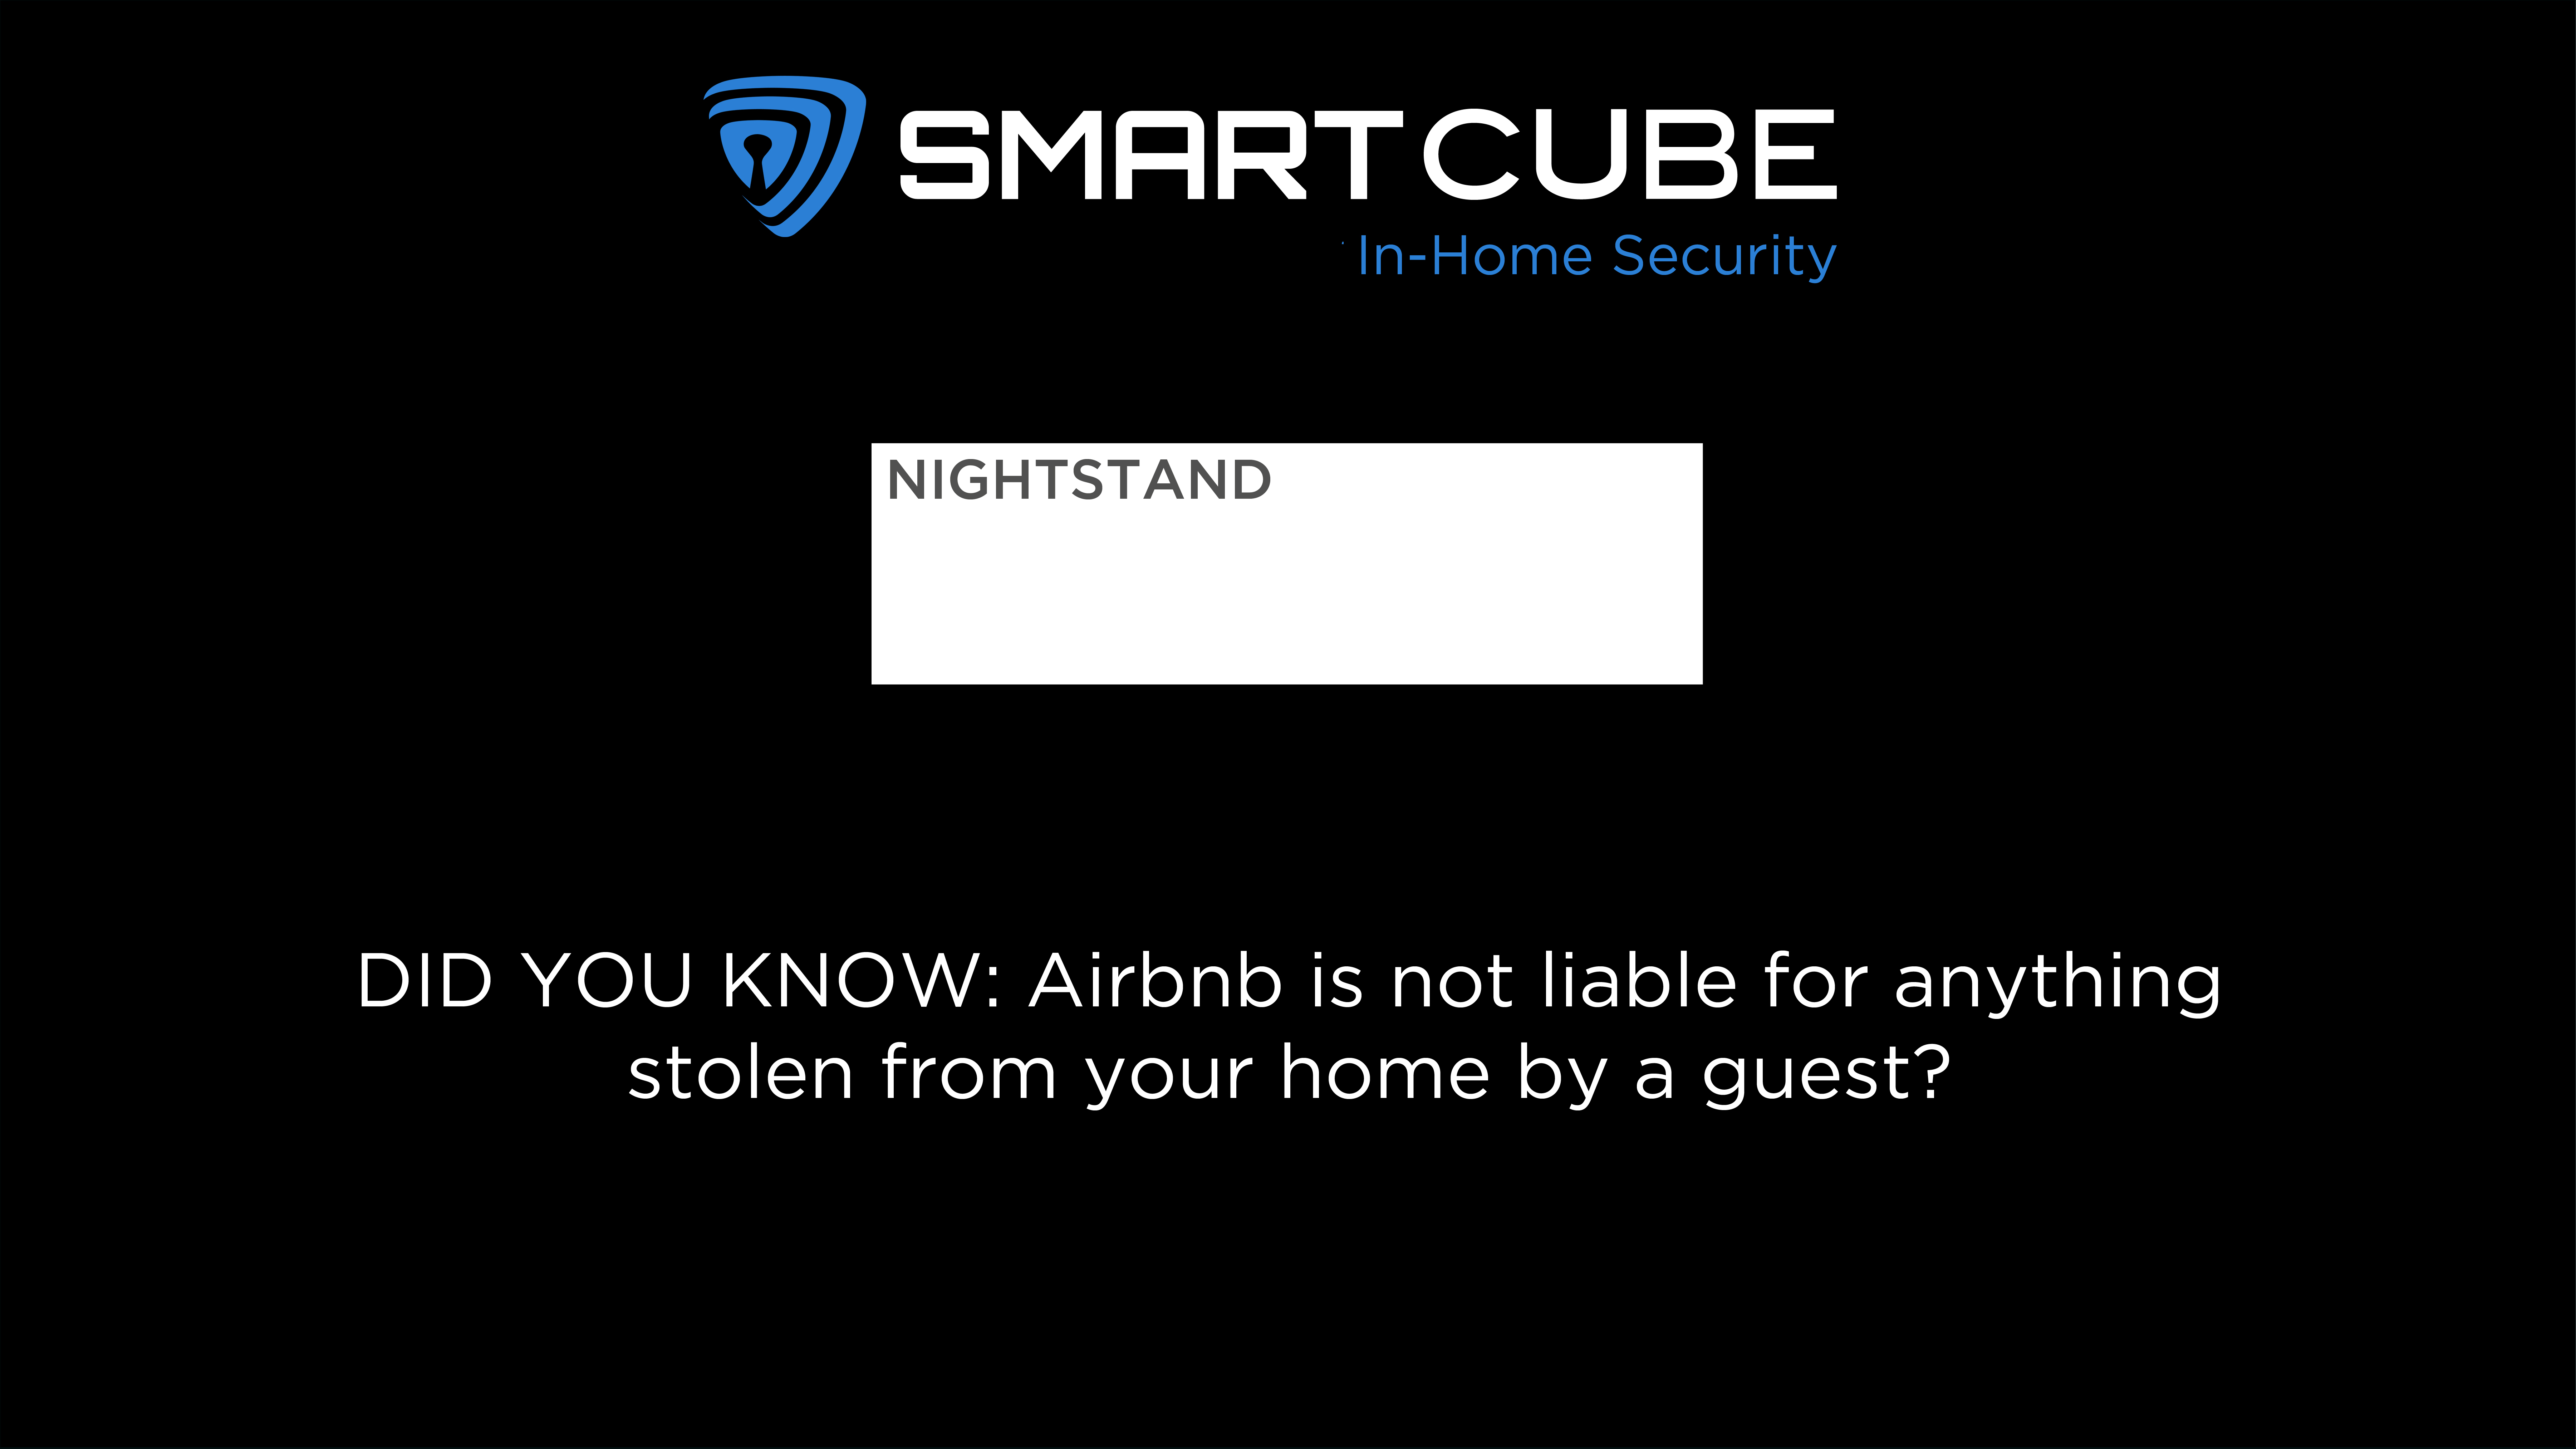 SMARTCUBE
In-Home Security
NIGHTSTAND
DID YOU KNOW: Airbnb is not liable for anything
stolen from your home by a guest?